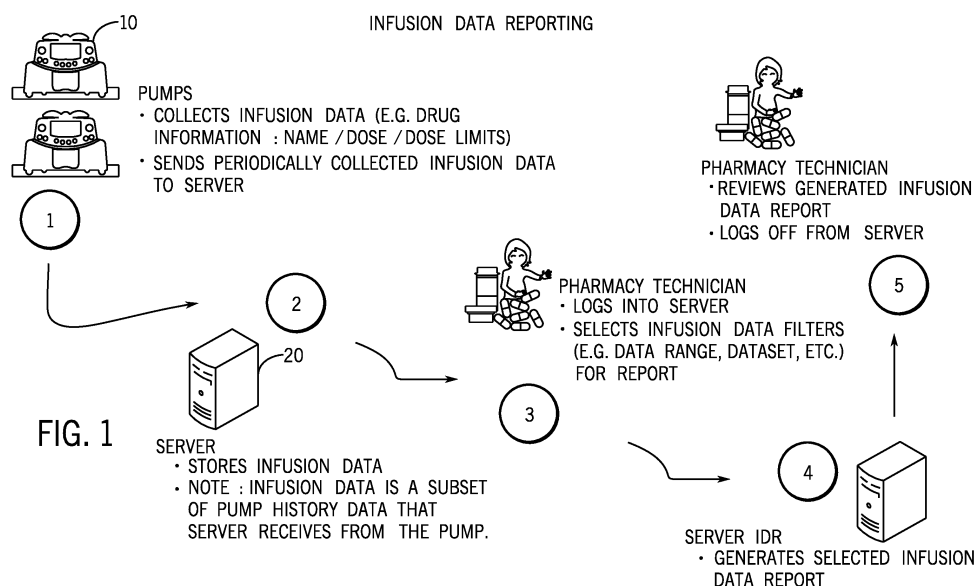 INFUSION DATA REPORTING
10
PUMPS
• COLLECTS INFUSION DATA (E.G. DRUG
INFORMATION : NAME / DOSE / DOSE LIMITS)
• SENDS PERIODICALLY COLLECTED INFUSION DATA
TO SERVER
1
2
20
SERVER
• STORES INFUSION DATA
• NOTE : INFUSION DATA IS A SUBSET
OF PUMP HISTORY DATA THAT
SERVER RECEIVES FROM THE PUMP.
PHARMACY TECHNICIAN
• LOGS INTO SERVER
• SELECTS INFUSION DATA FILTERS
(E.G. DATA RANGE, DATASET, ETC.)
FOR REPORT
3
4
SERVER IDR
• GENERATES SELECTED INFUSION
DATA REPORT
PHARMACY TECHNICIAN
• REVIEWS GENERATED INFUSION
DATA REPORT
• LOGS OFF FROM SERVER
5
FIG. 1